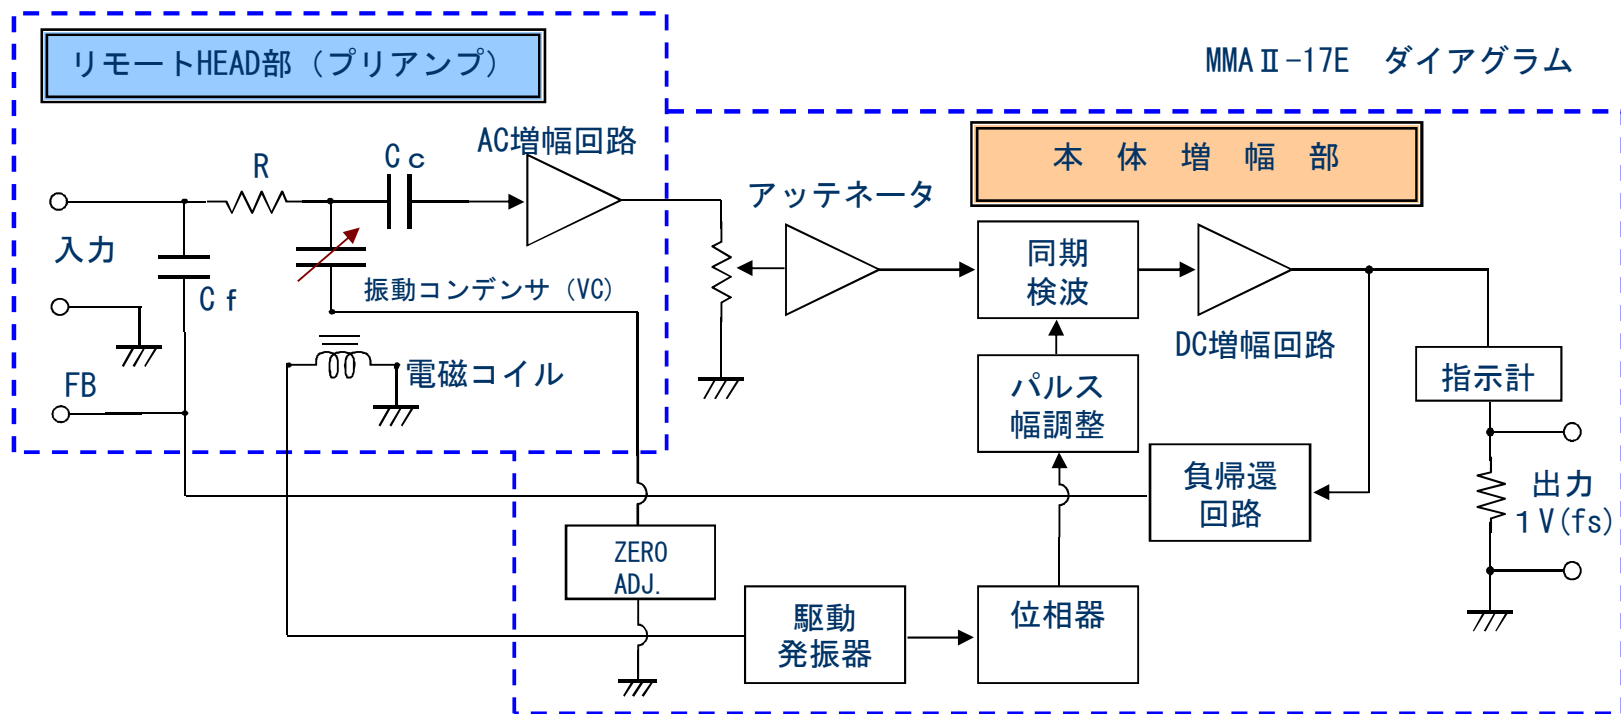 リモートHEAD部（プリアンプ）
MMAⅡ-17E　ダイアグラム
本　体　増　幅　部
AC増幅回路
Cc
R
アッテネータ
入力
同期
検波
振動コンデンサ（VC）
Cf
DC増幅回路
指示計
電磁コイル
FB
パルス
幅調整
負帰還
回路
出力
1V(fs)
ZERO
ADJ.
駆動
発振器
位相器